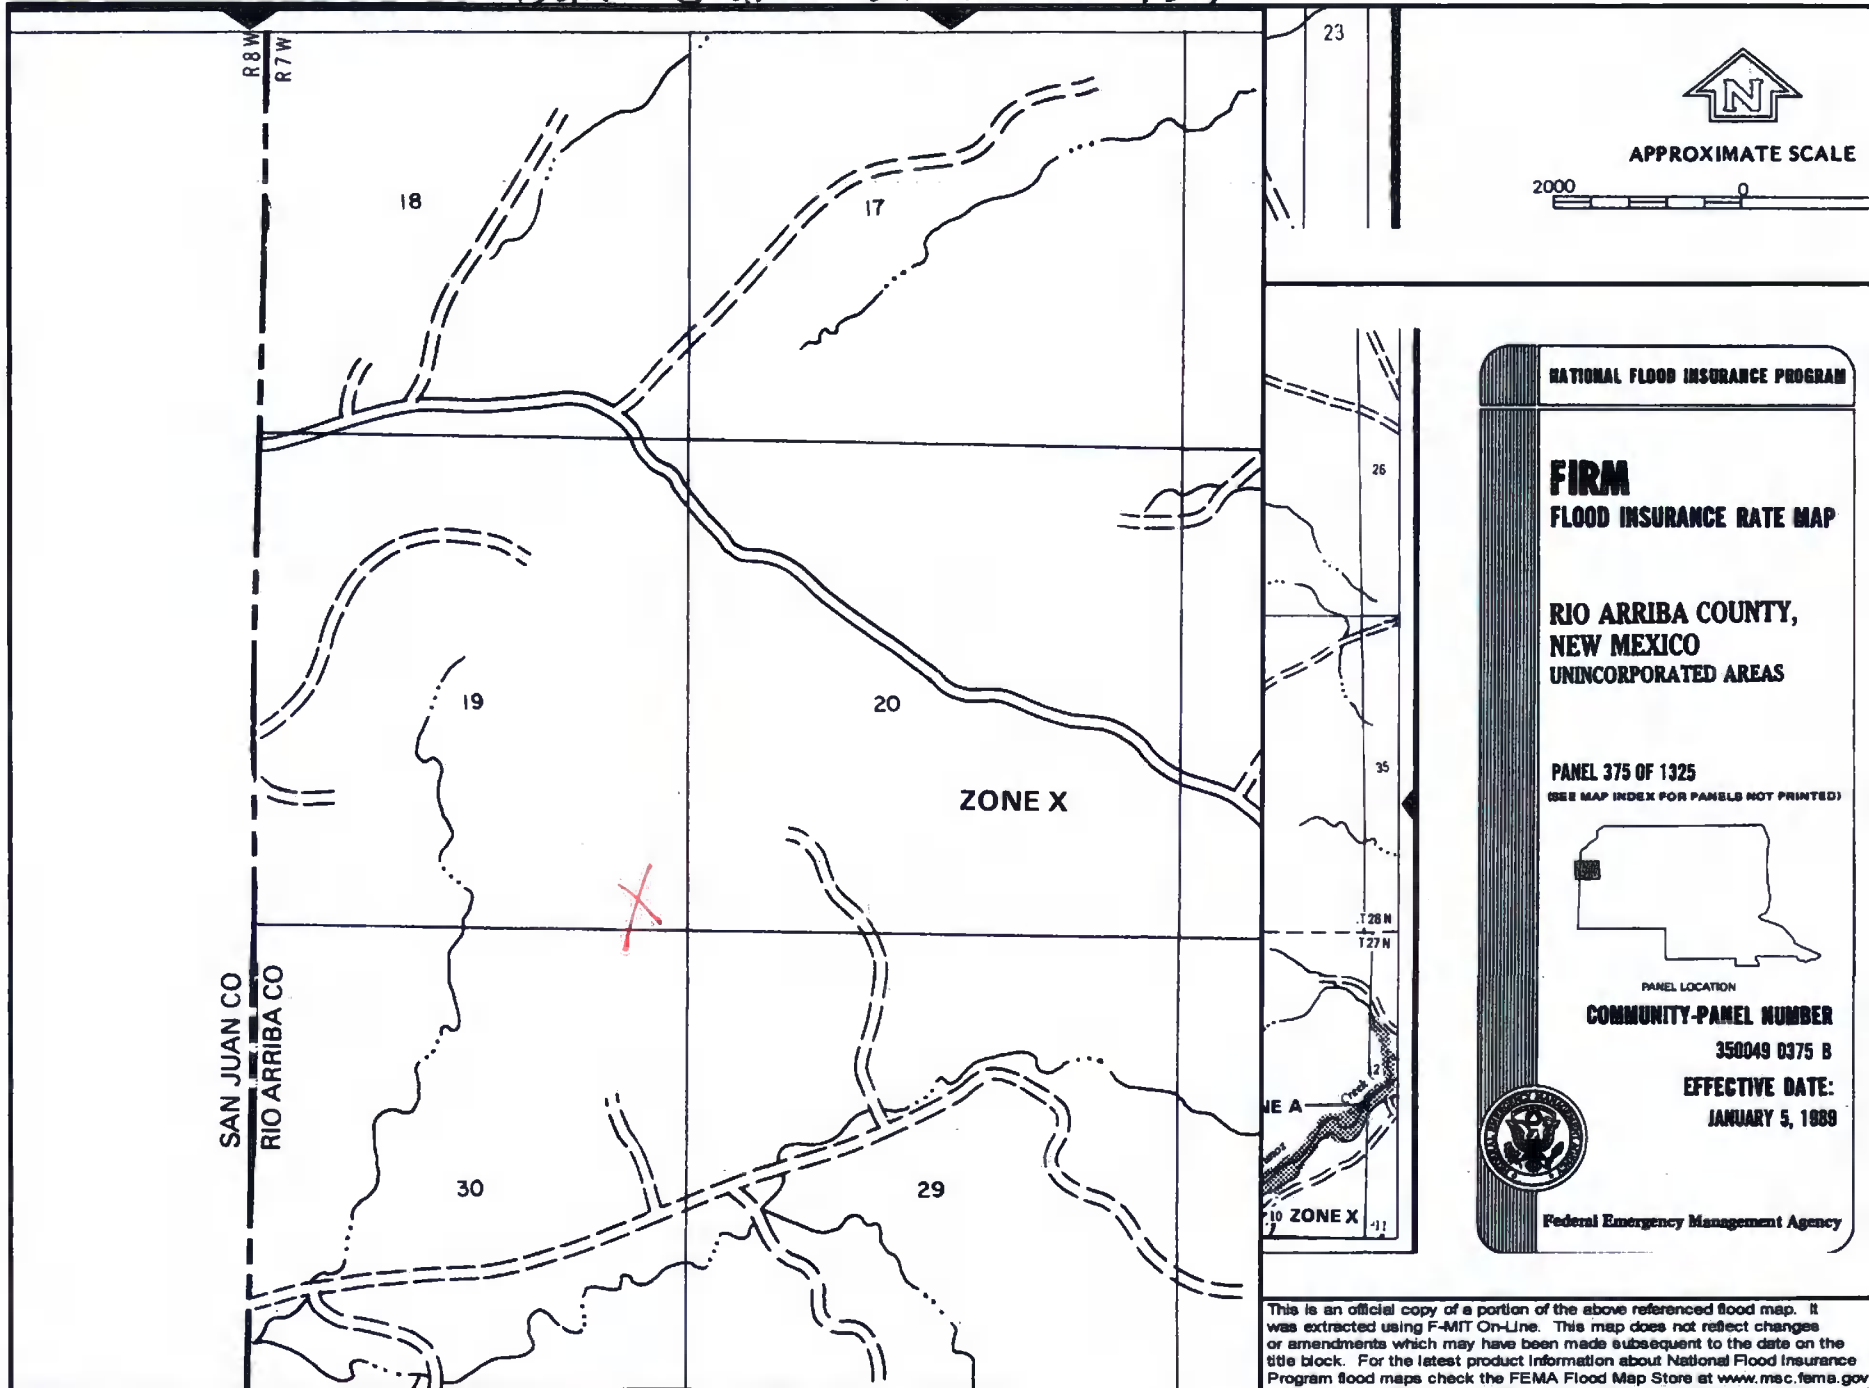 R8W
R7W
18
17
19
20
ZONE X
SAN JUAN CO
RIO ARRIBA CO
30
29
23
26
35
T28N
T27N
Creek
12
NE A
10
ZONE X
11
N
APPROXIMATE SCALE
2000 0
NATIONAL FLOOD INSURANCE PROGRAM
FIRM
FLOOD INSURANCE RATE MAP
RIO ARRIBA COUNTY,
NEW MEXICO
UNINCORPORATED AREAS
PANEL 375 OF 1325
(SEE MAP INDEX FOR PANELS NOT PRINTED)
PANEL LOCATION
COMMUNITY-PANEL NUMBER
350049 0375 B
EFFECTIVE DATE:
JANUARY 5, 1989
Federal Emergency Management Agency
This is an official copy of a portion of the above referenced flood map. It
was extracted using F-MIT On-Line. This map does not reflect changes
or amendments which may have been made subsequent to the date on the
title block. For the latest product information about National Flood Insurance
Program flood maps check the FEMA Flood Map Store at www.msc.fema.gov